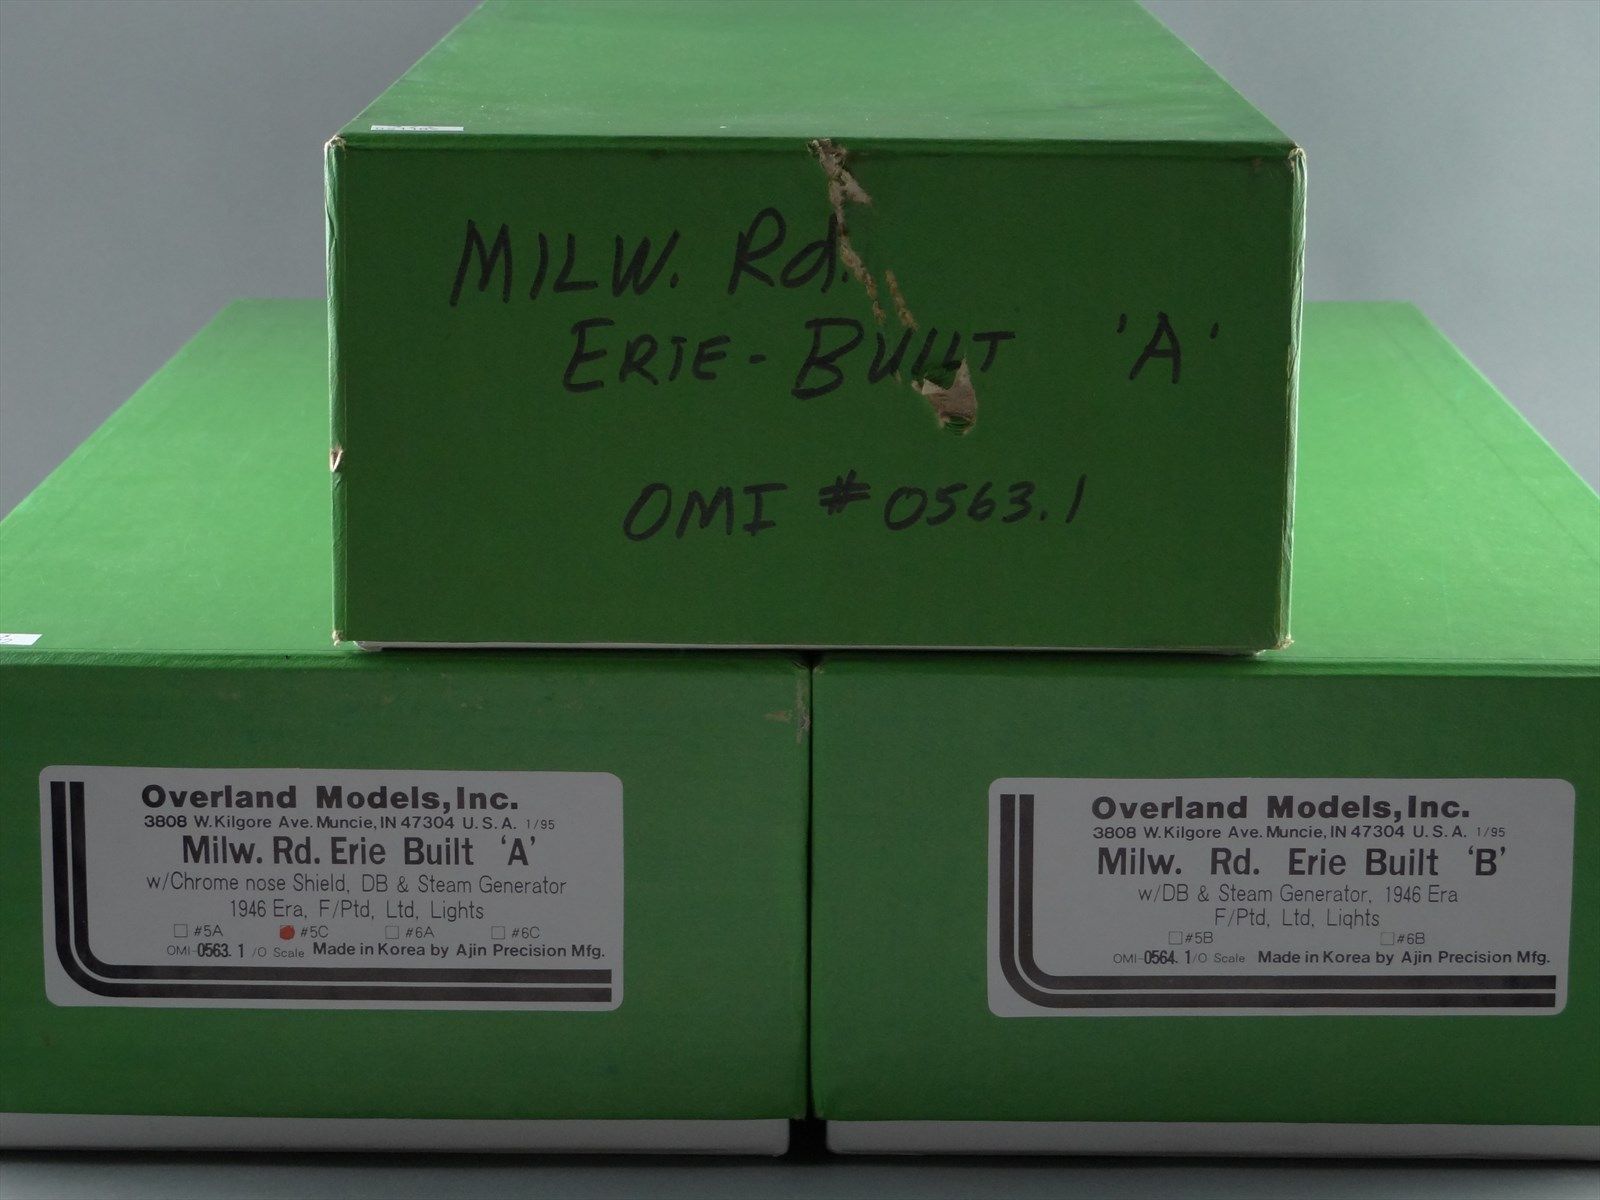 MILW. Rd.
ERIE-BUILT 'A'
OMI #0563.1
Overland Models, Inc.
3808 W. Kilgore Ave. Muncie, IN 47304 U.S.A. 1/95
Milw. Rd. Erie Built 'A'
w/Chrome nose Shield, DB & Steam Generator
1946 Era, F/Ptd, Ltd, Lights
☐ #5A ☒ #5C ☐ #6A ☐ #6C
OMI-0563.1 /O Scale Made in Korea by Ajin Precision Mfg.
Overland Models, Inc.
3808 W. Kilgore Ave. Muncie, IN 47304 U.S.A. 1/95
Milw. Rd. Erie Built 'B'
w/DB & Steam Generator, 1946 Era
F/Ptd, Ltd, Lights
☐ #5B ☐ #6B
OMI-0564.1/O Scale Made in Korea by Ajin Precision Mfg.